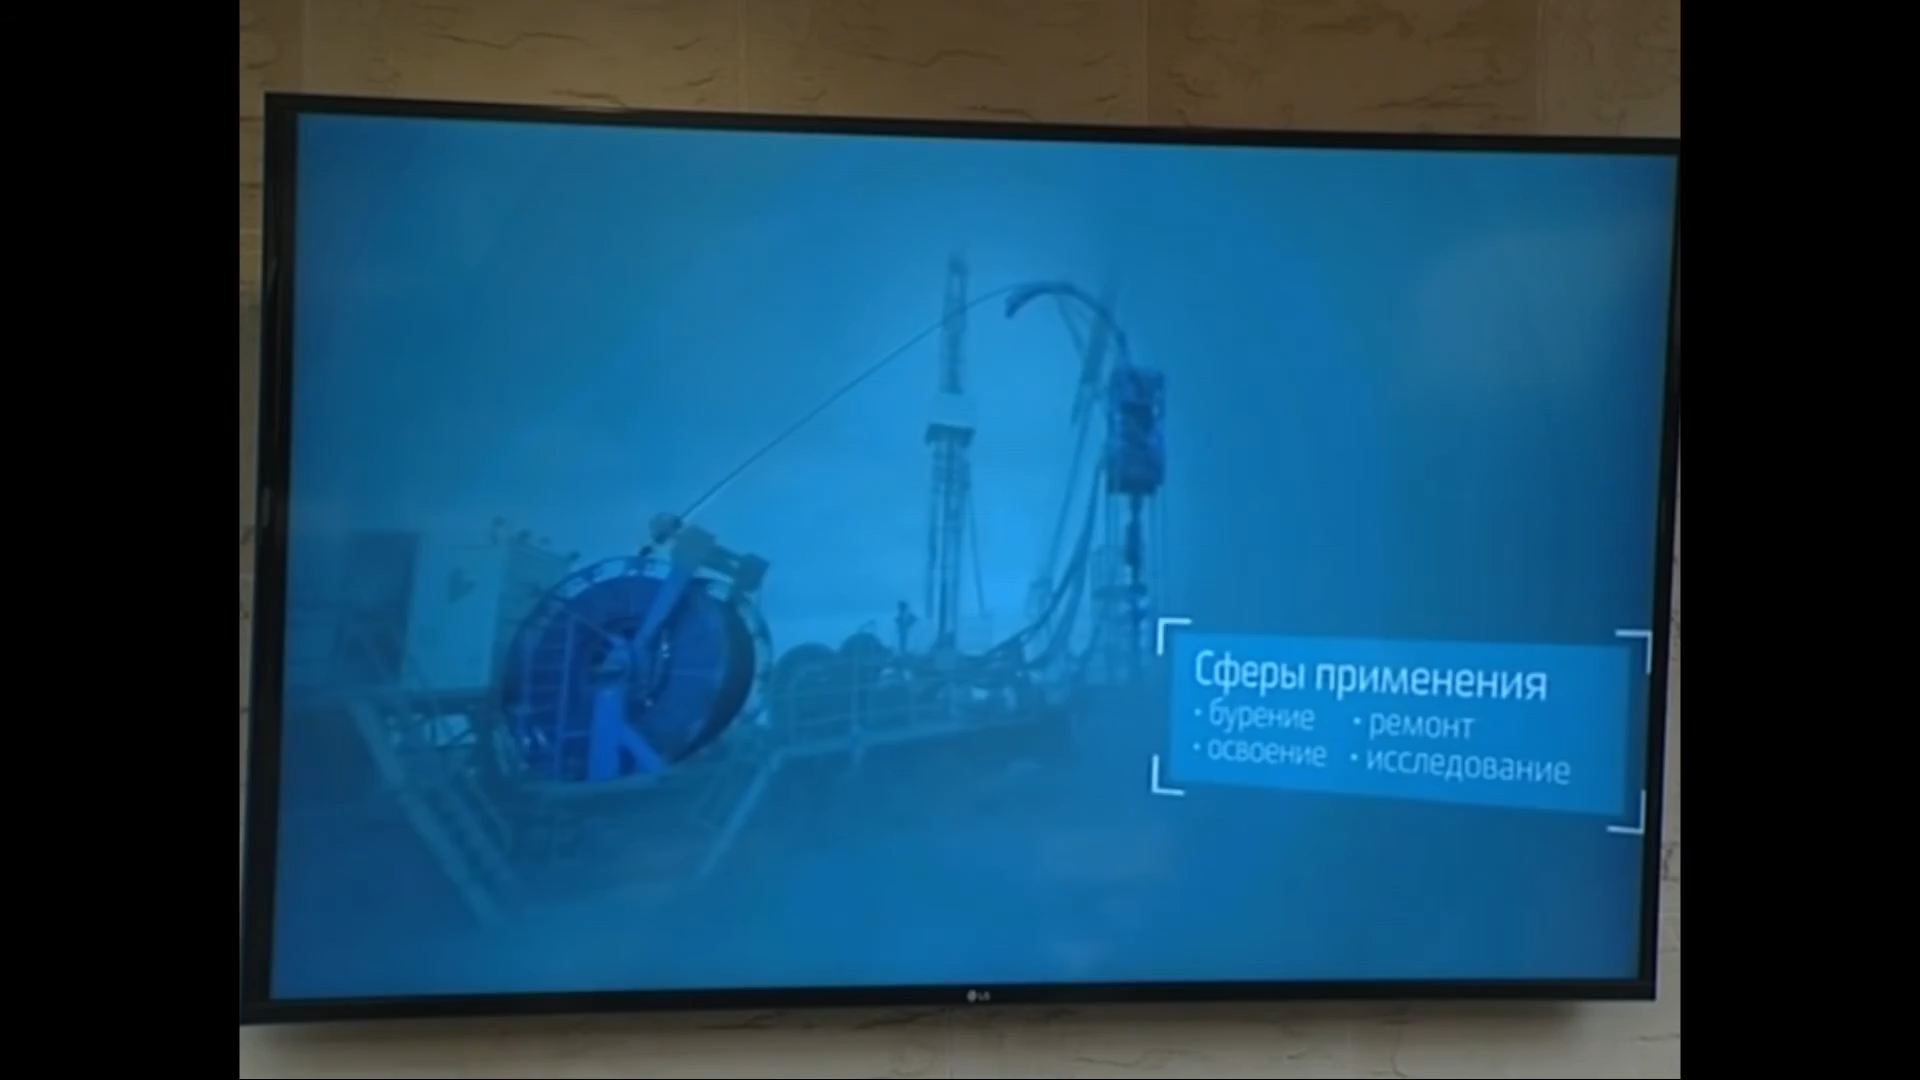 Сферы применения
· бурение · ремонт
· освоение · исследование
LG